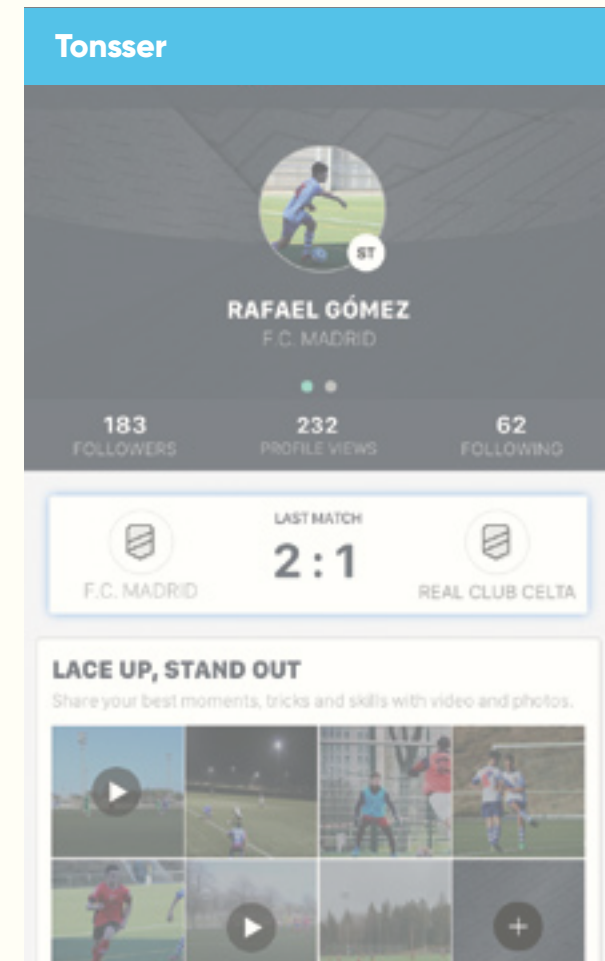 Tonsser
ST
RAFAEL GÓMEZ
F.C. MADRID
183 232 62
FOLLOWERS PROFILE VIEWS FOLLOWING
LAST MATCH
2 : 1
F.C. MADRID REAL CLUB CELTA
LACE UP, STAND OUT
Share your best moments, tricks and skills with video and photos.